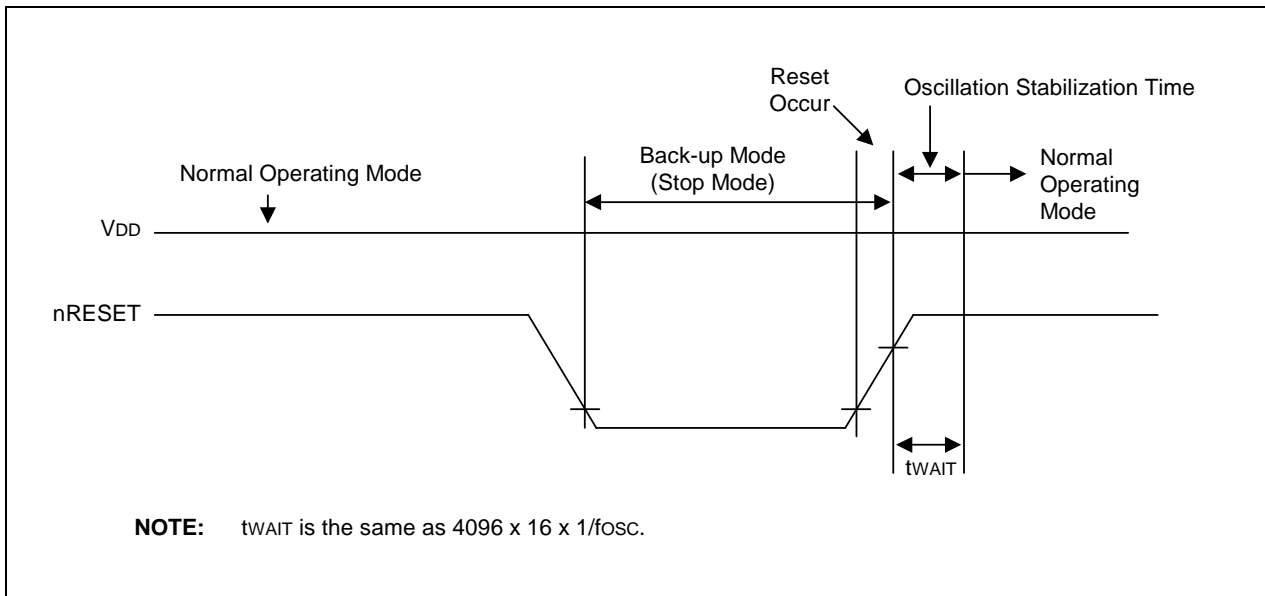 Reset
Occur
Oscillation Stabilization Time
Normal Operating Mode
Back-up Mode
(Stop Mode)
Normal
Operating
Mode
VDD
nRESET
tWAIT
NOTE: tWAIT is the same as 4096 x 16 x 1/fOSC.